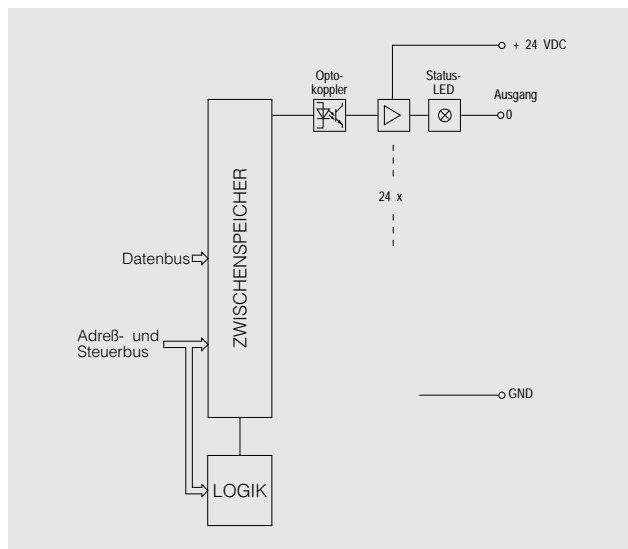 + 24 VDC
Opto-
koppler
Status-
LED
Ausgang
0
24 x
ZWISCHENSPEICHER
Datenbus
Adreß- und
Steuerbus
GND
LOGIK